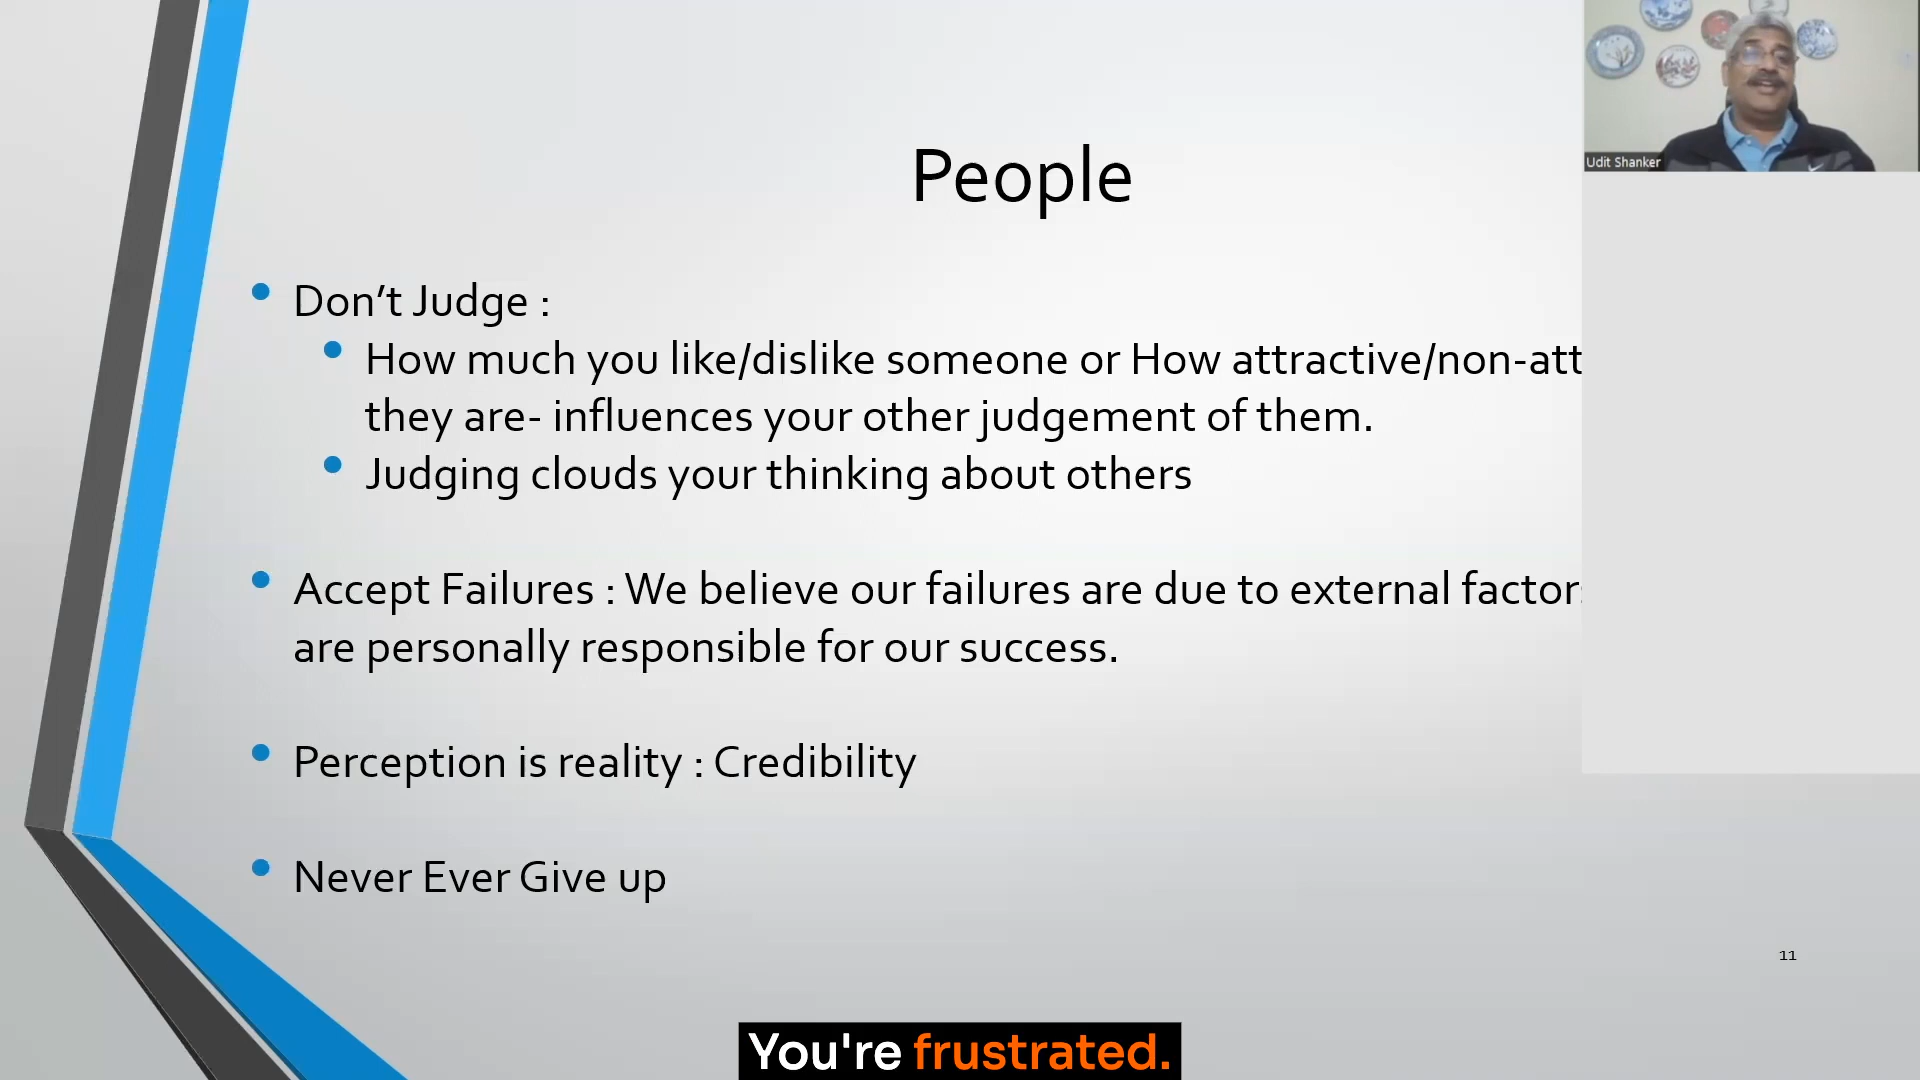 People
Don't Judge :
How much you like/dislike someone or How attractive/non-att
they are- influences your other judgement of them.
Judging clouds your thinking about others
Accept Failures : We believe our failures are due to external factor
are personally responsible for our success.
Perception is reality : Credibility
Never Ever Give up
11
Udit Shanker
You're frustrated.